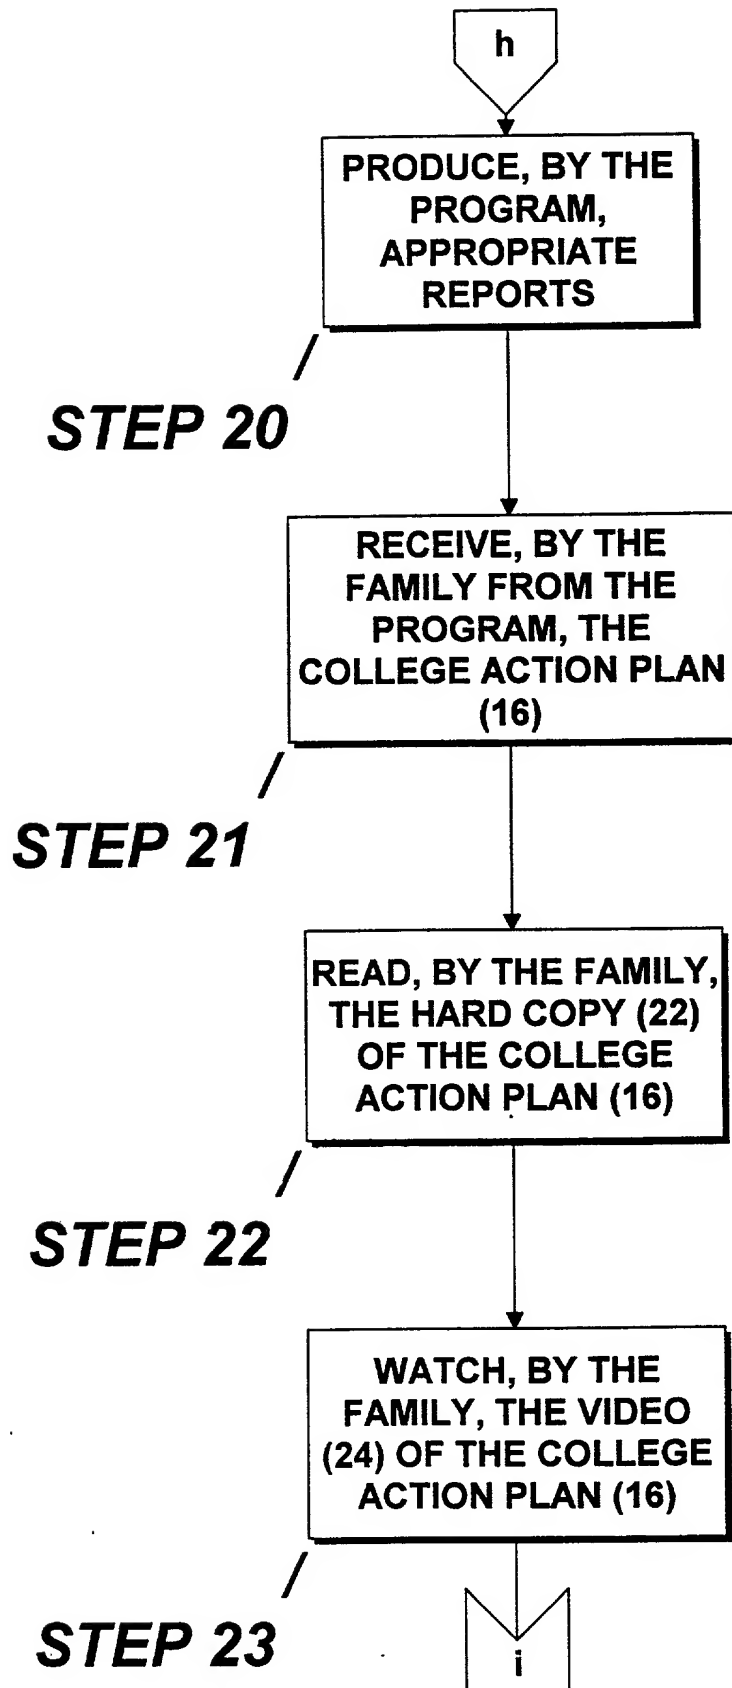 h
PRODUCE, BY THE
PROGRAM,
APPROPRIATE
REPORTS
STEP 20
RECEIVE, BY THE
FAMILY FROM THE
PROGRAM, THE
COLLEGE ACTION PLAN
(16)
STEP 21
READ, BY THE FAMILY,
THE HARD COPY (22)
OF THE COLLEGE
ACTION PLAN (16)
STEP 22
WATCH, BY THE
FAMILY, THE VIDEO
(24) OF THE COLLEGE
ACTION PLAN (16)
STEP 23
i